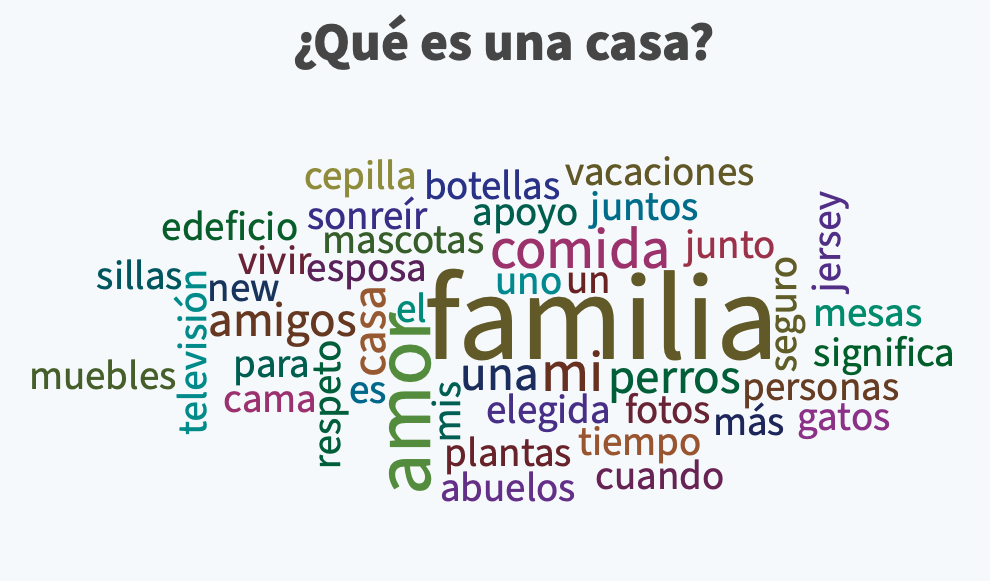 ¿Qué es una casa?
cepilla
botellas
vacaciones
edeficio
sonreír
apoyo
juntos
jersey
mascotas
comida
junto
sillas
vivir
esposa
new
televisión
amigos
casa
el
familia
uno
un
seguro
mesas
muebles
para
respeto
es
amor
mis
una
mi
perros
significa
cama
elegida
fotos
personas
más
gatos
plantas
tiempo
abuelos
cuando